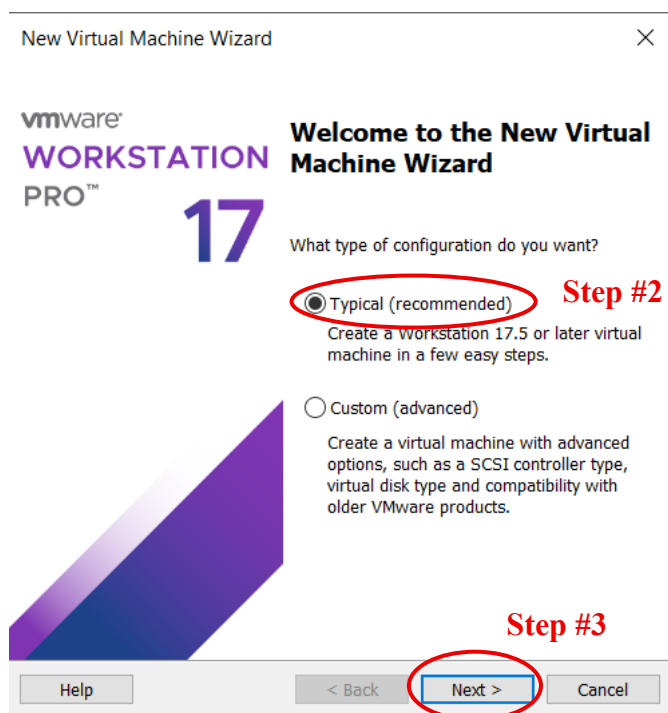 New Virtual Machine Wizard
vmware®
WORKSTATION
PRO™
17
Welcome to the New Virtual
Machine Wizard
What type of configuration do you want?
Typical (recommended)
Step #2
Create a Workstation 17.5 or later virtual
machine in a few easy steps.
Custom (advanced)
Create a virtual machine with advanced
options, such as a SCSI controller type,
virtual disk type and compatibility with
older VMware products.
Step #3
Help
< Back
Next >
Cancel